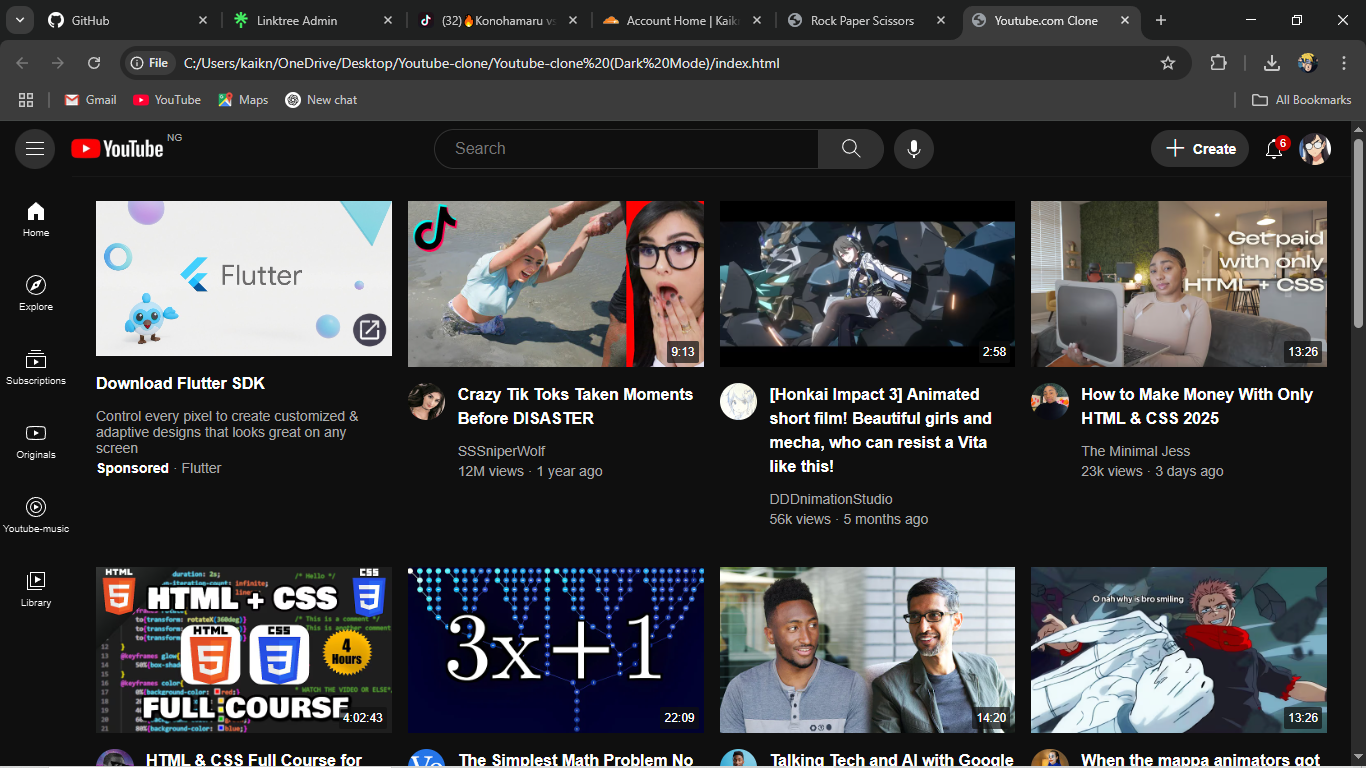 GitHub
Linktree Admin
(32)🔥Konohamaru vs
Account Home | Kaikn
Rock Paper Scissors
Youtube.com Clone
File
C:/Users/kaikn/OneDrive/Desktop/Youtube-clone/Youtube-clone%20(Dark%20Mode)/index.html
Gmail
YouTube
Maps
New chat
All Bookmarks
YouTube
NG
Search
Create
6
Home
Explore
Subscriptions
Originals
Youtube-music
Library
Flutter
Download Flutter SDK
Control every pixel to create customized &
adaptive designs that looks great on any
screen
Sponsored · Flutter
9:13
Crazy Tik Toks Taken Moments
Before DISASTER
SSSniperWolf
12M views · 1 year ago
2:58
[Honkai Impact 3] Animated
short film! Beautiful girls and
mecha, who can resist a Vita
like this!
DDDnimationStudio
56k views · 5 months ago
Get paid
with only
HTML + CSS
13:26
How to Make Money With Only
HTML & CSS 2025
The Minimal Jess
23k views · 3 days ago
HTML
CSS
HTML + CSS
HTML
CSS
4
Hours
FULL COURSE
4:02:43
HTML & CSS Full Course for
3x+1
22:09
The Simplest Math Problem No
14:20
Talking Tech and AI with Google
O nah why is bro smiling
13:26
When the mappa animators got